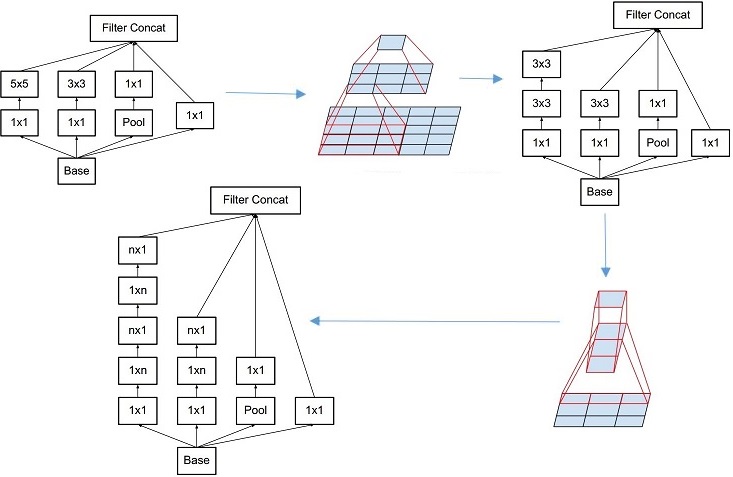 Filter Concat
5x5 3x3 1x1
1x1 1x1 Pool 1x1
Base
Filter Concat
3x3
3x3 3x3 1x1
1x1 1x1 Pool 1x1
Base
Filter Concat
nx1
1xn
nx1 nx1
1xn 1xn 1x1
1x1 1x1 Pool 1x1
Base